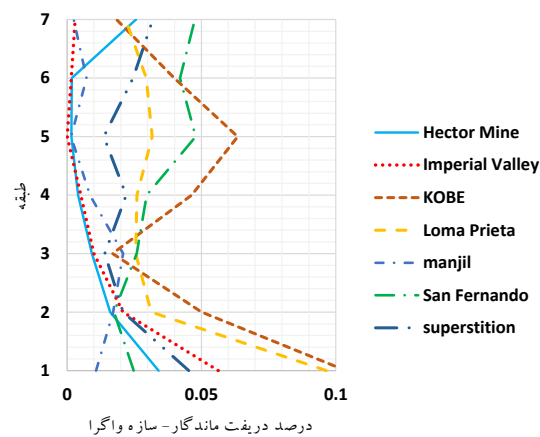 7
6
5
4
3
2
1
طبقه
0
0.05
0.1
درصد دریفت ماندگار- سازه واگرا
Hector Mine
Imperial Valley
KOBE
Loma Prieta
manjil
San Fernando
superstition